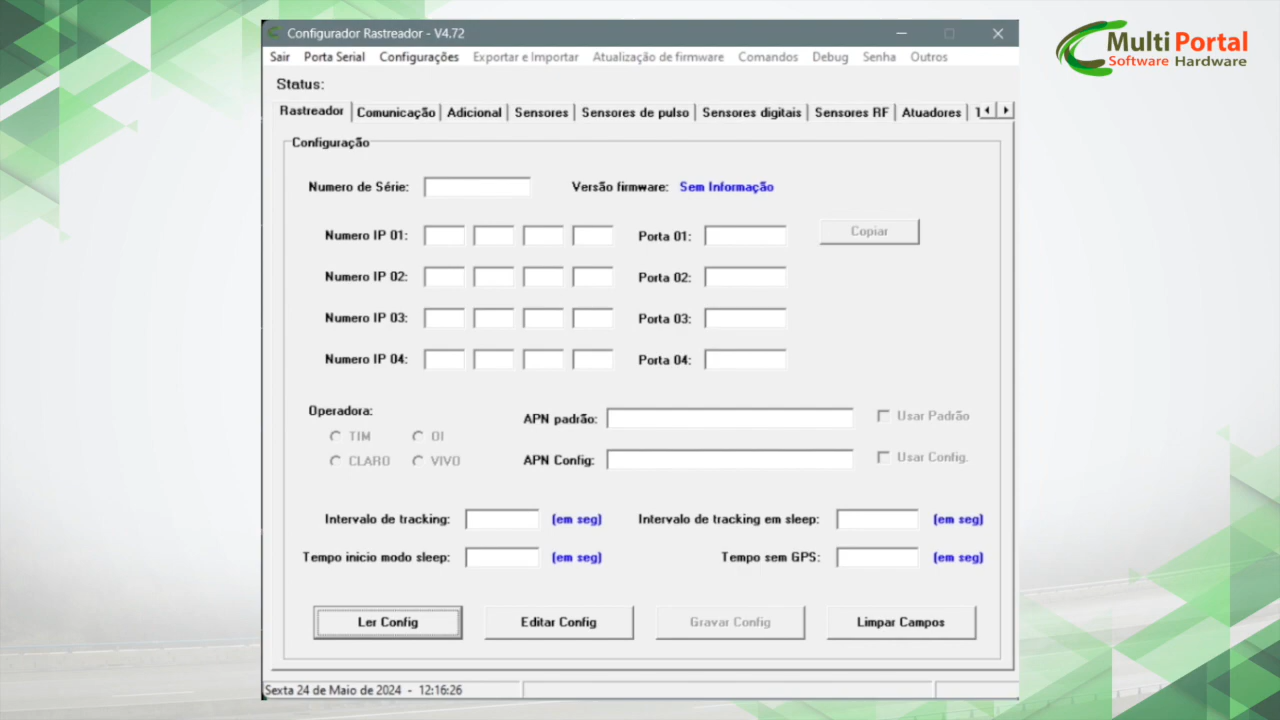 Configurador Rastreador - V4.72
Multi Portal
Software Hardware
Sair Porta Serial Configurações Exportar e Importar Atualização de firmware Comandos Debug Senha Outros
Status:
Rastreador Comunicação Adicional Sensores Sensores de pulso Sensores digitais Sensores RF Atuadores
Configuração
Numero de Série: Versão firmware: Sem Informação
Numero IP 01: Porta 01: Copiar
Numero IP 02: Porta 02:
Numero IP 03: Porta 03:
Numero IP 04: Porta 04:
Operadora: APN padrão: Usar Padrão
TIM OI
CLARO VIVO APN Config: Usar Config.
Intervalo de tracking: (em seg) Intervalo de tracking em sleep: (em seg)
Tempo inicio modo sleep: (em seg) Tempo sem GPS: (em seg)
Ler Config Editar Config Gravar Config Limpar Campos
Sexta 24 de Maio de 2024 - 12:16:26